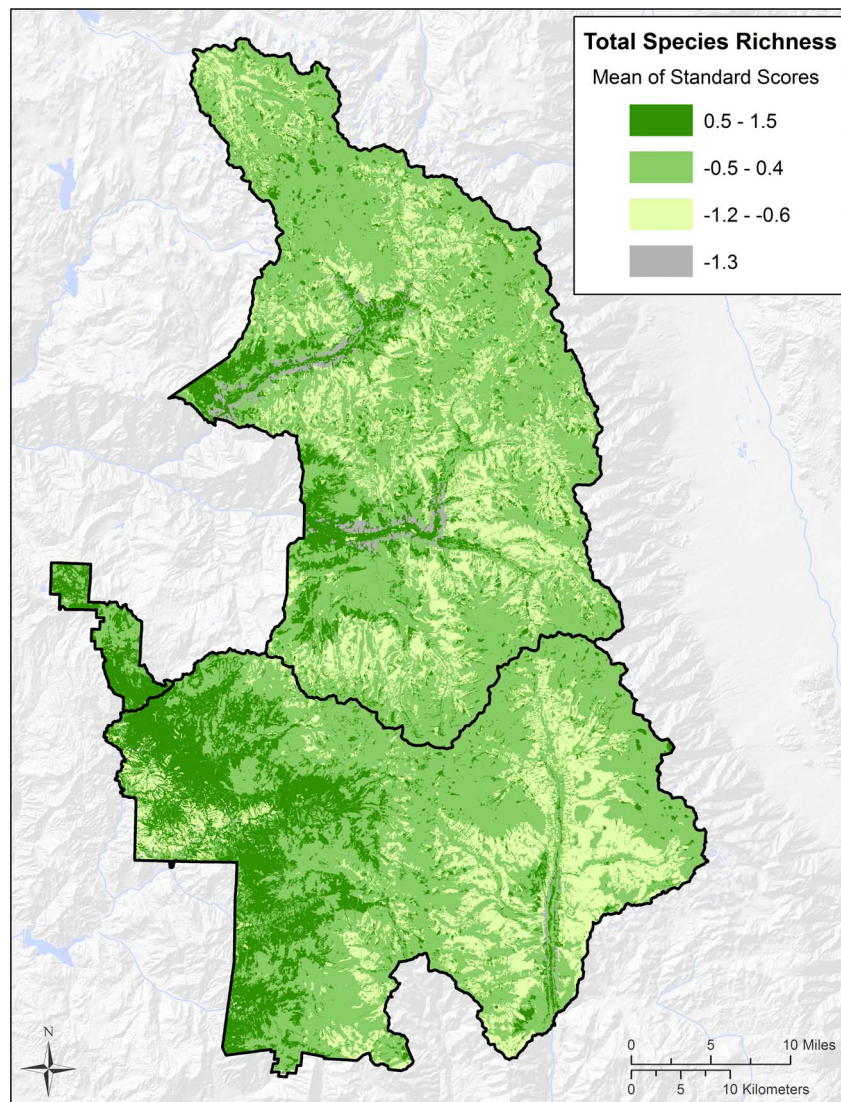 Total Species Richness
Mean of Standard Scores
0.5 - 1.5
-0.5 - 0.4
-1.2 - -0.6
-1.3
N
0 5 10 Miles
0 5 10 Kilometers